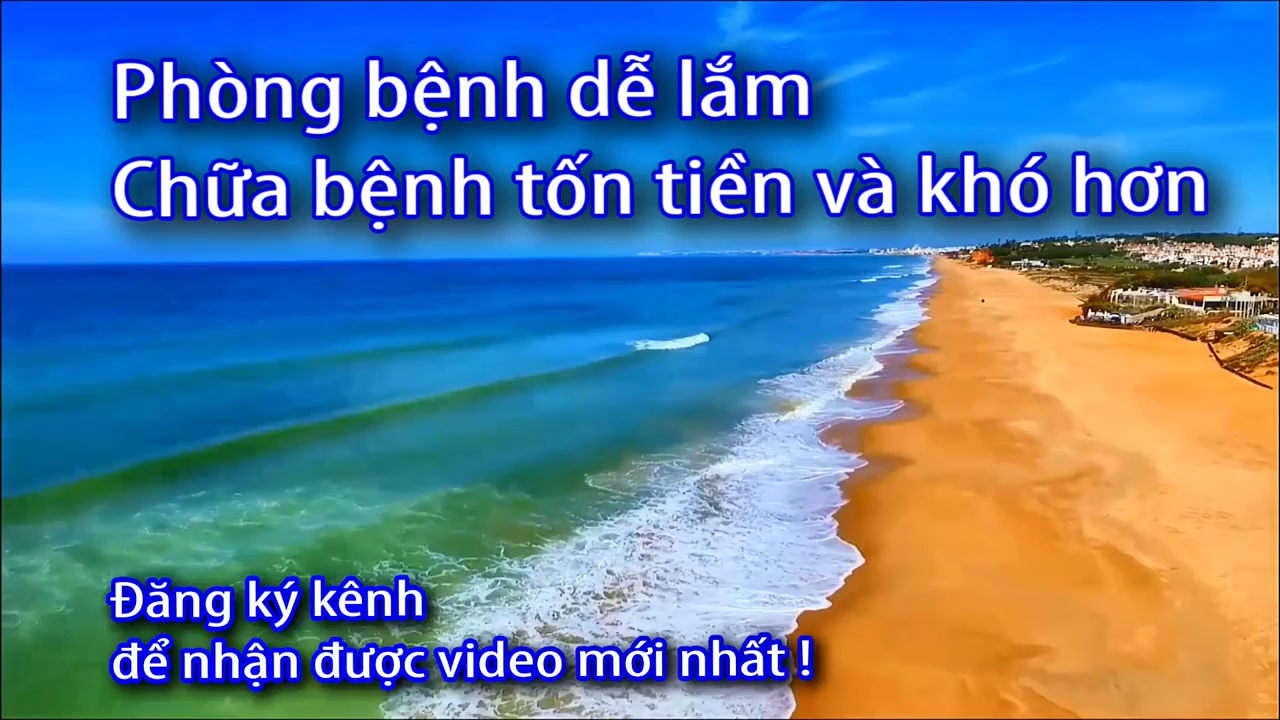 Phòng bệnh dễ lắm
Chữa bệnh tốn tiền và khó hơn
Đăng ký kênh
để nhận được video mới nhất !